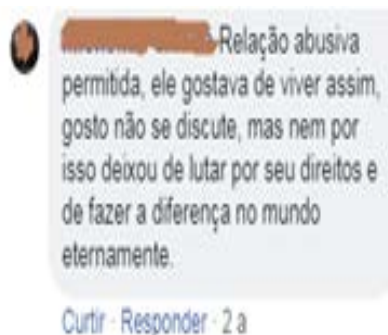 Relação abusiva
permitida, ele gostava de viver assim,
gosto não se discute, mas nem por
isso deixou de lutar por seu direitos e
de fazer a diferença no mundo
eternamente.
Curtir · Responder · 2 a